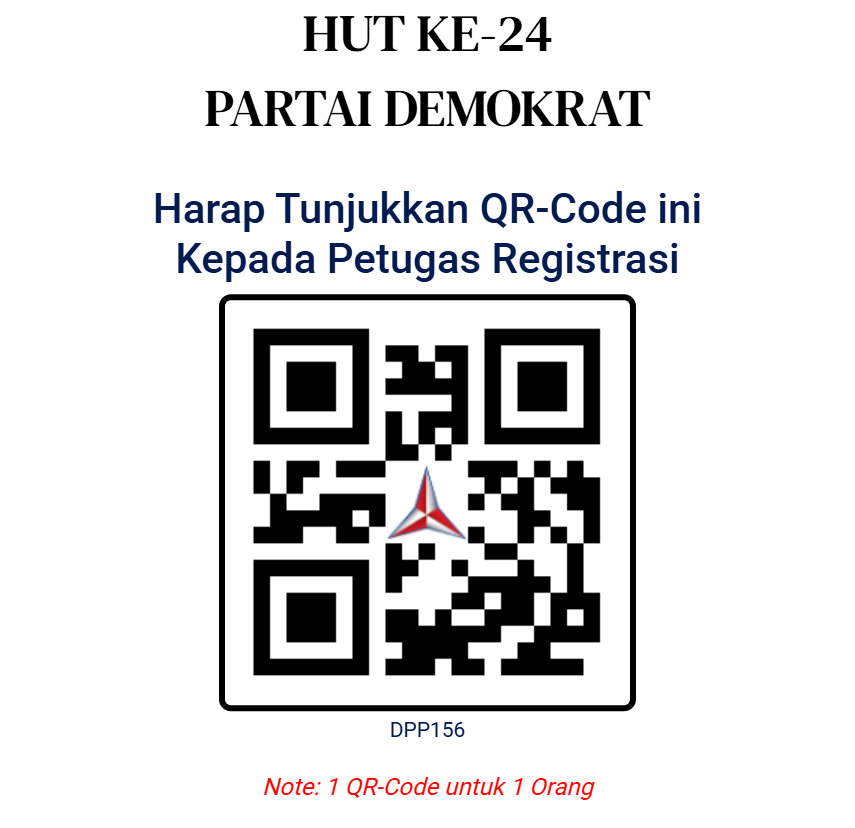 HUT KE-24
PARTAI DEMOKRAT
Harap Tunjukkan QR-Code ini
Kepada Petugas Registrasi
DPP156
Note: 1 QR-Code untuk 1 Orang